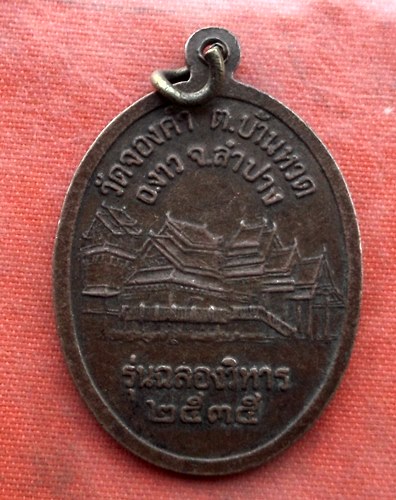 วัดจองคำ ต.บ้านหวด
อ.งาว จ.ลำปาง
รุ่นฉลองวิหาร
๒๕๓๕